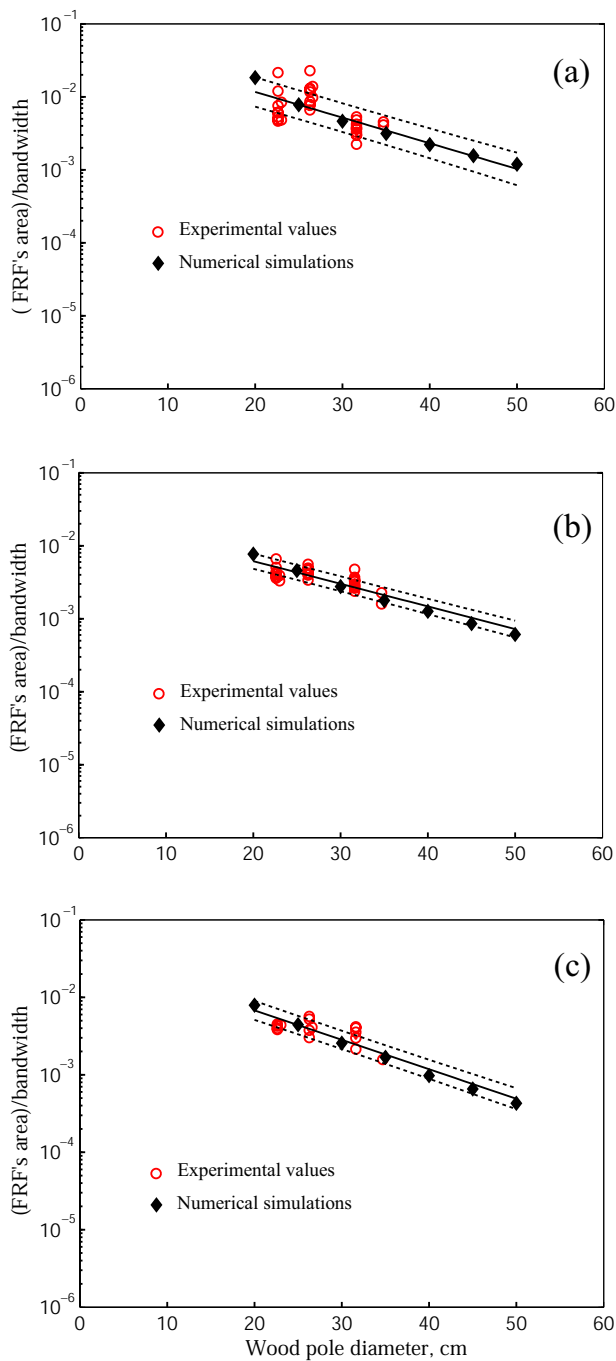 10−1
(a)
10−2
10−3
10−4
10−5
10−6
( FRF's area)/bandwidth
Experimental values
Numerical simulations
0 10 20 30 40 50 60
10−1
(b)
10−2
10−3
10−4
10−5
10−6
(FRF's area)/bandwidth
Experimental values
Numerical simulations
0 10 20 30 40 50 60
10−1
(c)
10−2
10−3
10−4
10−5
10−6
(FRF's area)/bandwidth
Experimental values
Numerical simulations
0 10 20 30 40 50 60
Wood pole diameter, cm